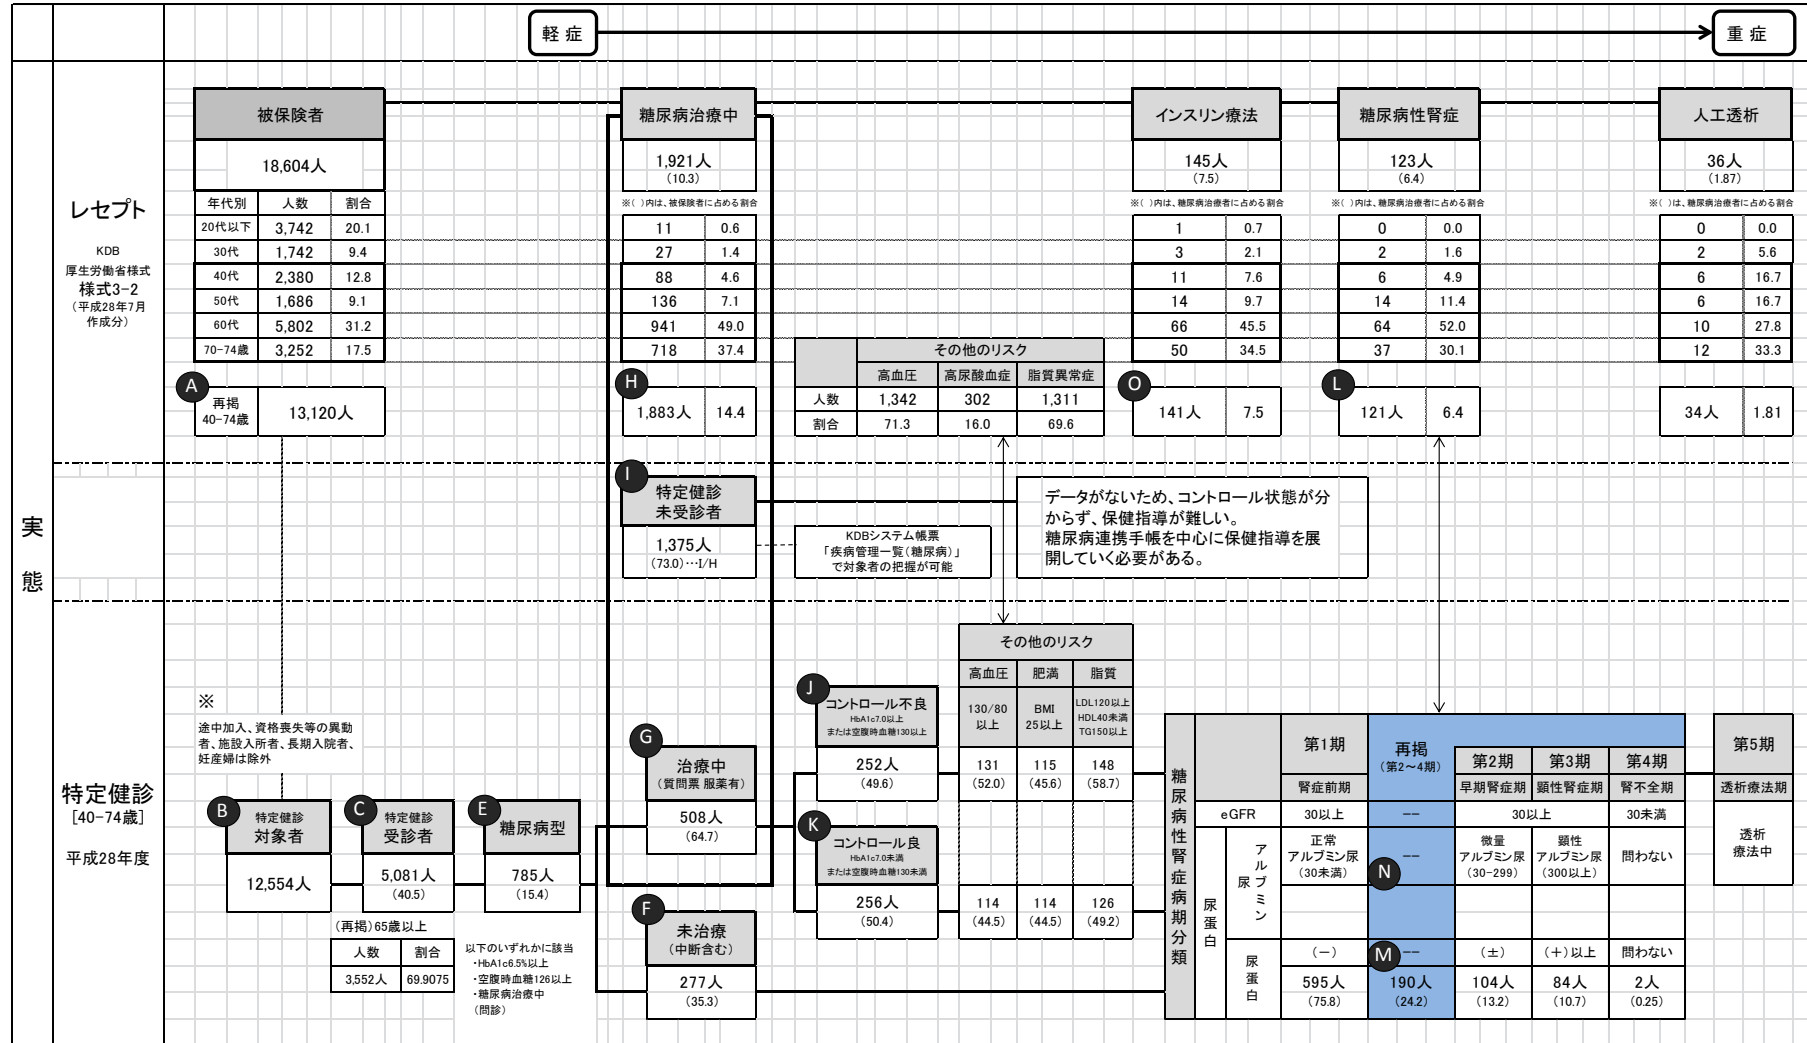 軽症
重症
実態
レセプト
KDB
厚生労働省様式
様式3-2
(平成28年7月
作成分)
被保険者
18,604人
年代別 人数 割合
20代以下 3,742 20.1
30代 1,742 9.4
40代 2,380 12.8
50代 1,686 9.1
60代 5,802 31.2
70-74歳 3,252 17.5
A
再掲
40-74歳
13,120人
糖尿病治療中
1,921人
(10.3)
※( )内は、被保険者に占める割合
11 0.6
27 1.4
88 4.6
136 7.1
941 49.0
718 37.4
H
1,883人 14.4
その他のリスク
高血圧 高尿酸血症 脂質異常症
人数 1,342 302 1,311
割合 71.3 16.0 69.6
インスリン療法
145人
(7.5)
※( )内は、糖尿病治療者に占める割合
1 0.7
3 2.1
11 7.6
14 9.7
66 45.5
50 34.5
O
141人 7.5
糖尿病性腎症
123人
(6.4)
※( )内は、糖尿病治療者に占める割合
0 0.0
2 1.6
6 4.9
14 11.4
64 52.0
37 30.1
L
121人 6.4
人工透析
36人
(1.87)
※( )は、糖尿病治療者に占める割合
0 0.0
2 5.6
6 16.7
6 16.7
10 27.8
12 33.3
34人 1.81
I
特定健診
未受診者
1,375人
(73.0)…I/H
KDBシステム帳票
「疾病管理一覧(糖尿病)」
で対象者の把握が可能
データがないため、コントロール状態が分
からず、保健指導が難しい。
糖尿病連携手帳を中心に保健指導を展
開していく必要がある。
特定健診
[40-74歳]
平成28年度
※
途中加入、資格喪失等の異動
者、施設入所者、長期入院者、
妊産婦は除外
B
特定健診
対象者
12,554人
C
特定健診
受診者
5,081人
(40.5)
(再掲)65歳以上
人数 割合
3,552人 69.9075
E
糖尿病型
785人
(15.4)
以下のいずれかに該当
・HbA1c6.5%以上
・空腹時血糖126以上
・糖尿病治療中
(問診)
G
治療中
(質問票 服薬有)
508人
(64.7)
F
未治療
(中断含む)
277人
(35.3)
J
コントロール不良
HbA1c7.0以上
または空腹時血糖130以上
252人
(49.6)
K
コントロール良
HbA1c7.0未満
または空腹時血糖130未満
256人
(50.4)
その他のリスク
高血圧 肥満 脂質
130/80
以上
BMI
25以上
LDL120以上
HDL40未満
TG150以上
131 115 148
(52.0) (45.6) (58.7)
114 114 126
(44.5) (44.5) (49.2)
糖尿病性腎症病期分類
第1期
再掲
(第2~4期)
第2期 第3期 第4期
第5期
腎症前期 早期腎症期 顕性腎症期 腎不全期 透析療法期
eGFR 30以上 -- 30以上 30未満
尿蛋白
尿アルブミン
正常
アルブミン尿
(30未満)
--
N
微量
アルブミン尿
(30-299)
顕性
アルブミン尿
(300以上)
問わない
透析
療法中
尿蛋白
(-) M -- (±) (+)以上 問わない
595人 190人 104人 84人 2人
(75.8) (24.2) (13.2) (10.7) (0.25)